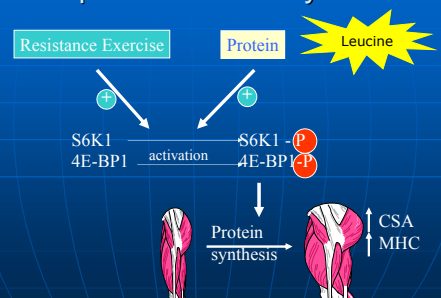 Resistance Exercise
Protein
Leucine
+
+
S6K1
S6K1 - P
4E-BP1
activation
4E-BP1-P
Protein
synthesis
CSA
MHC